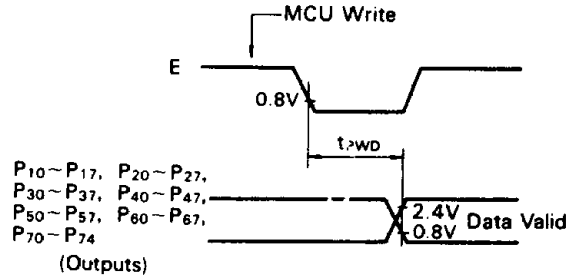 MCU Write
E
0.8V
tPWD
P10~P17, P20~P27,
P30~P37, P40~P47,
P50~P57, P60~P67,
P70~P74
(Outputs)
2.4V
0.8V
Data Valid